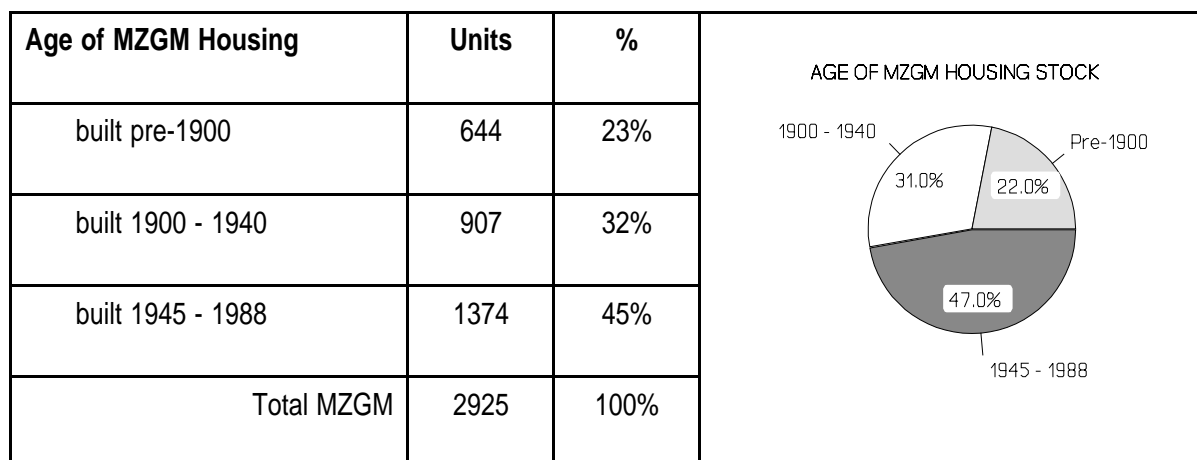 Age of MZGM Housing Units %
built pre-1900 644 23%
built 1900 - 1940 907 32%
built 1945 - 1988 1374 45%
Total MZGM 2925 100%
AGE OF MZGM HOUSING STOCK
1900 - 1940
Pre-1900
31.0%
22.0%
47.0%
1945 - 1988